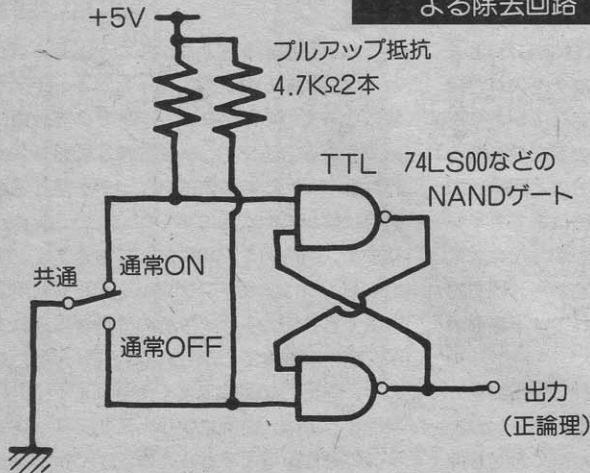 よる除去回路
+5V
プルアップ抵抗
4.7KΩ2本
TTL 74LS00などの
NANDゲート
共通
通常ON
通常OFF
出力
(正論理)